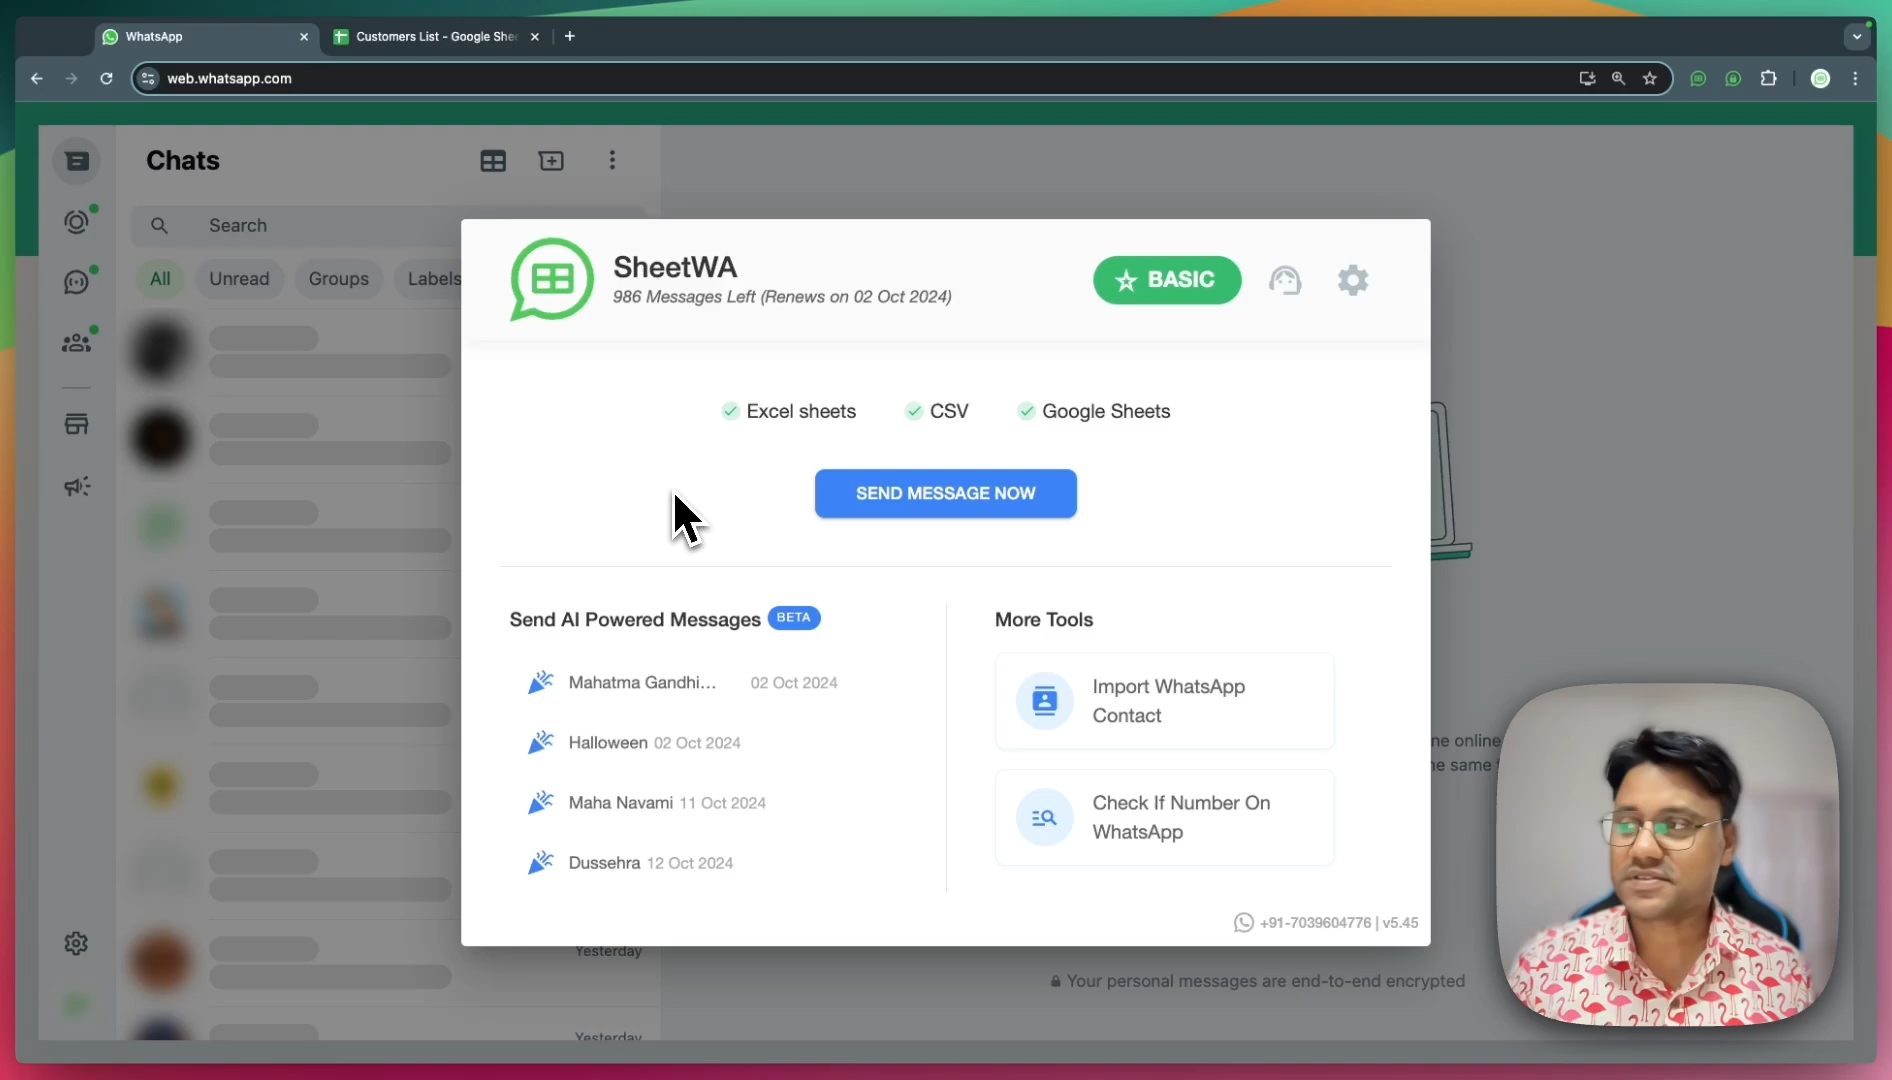 WhatsApp
Customers List - Google Shee
web.whatsapp.com
Chats
Search
All
Unread
Groups
Labels
SheetWA
986 Messages Left (Renews on 02 Oct 2024)
BASIC
Excel sheets
CSV
Google Sheets
SEND MESSAGE NOW
Send AI Powered Messages BETA
Mahatma Gandhi... 02 Oct 2024
Halloween 02 Oct 2024
Maha Navami 11 Oct 2024
Dussehra 12 Oct 2024
More Tools
Import WhatsApp
Contact
Check If Number On
WhatsApp
+91-7039604776 | v5.45
ne online
he same
Yesterday
Your personal messages are end-to-end encrypted
Yesterday